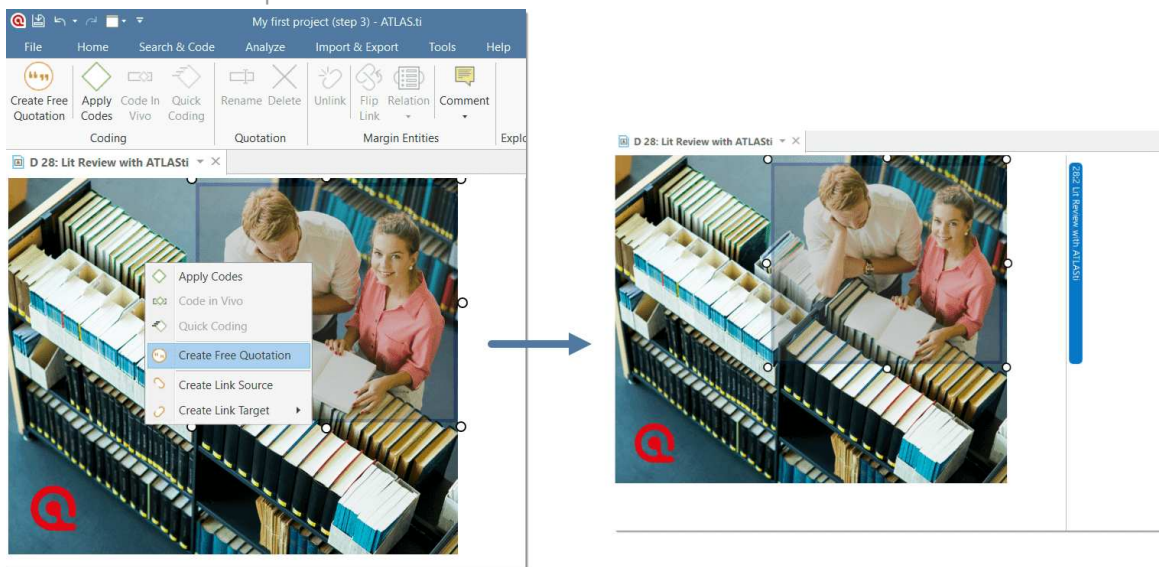 My first project (step 3) - ATLAS.ti
File Home Search & Code Analyze Import & Export Tools Help
Create Free Quotation
Apply Codes
Code In Vivo
Quick Coding
Rename
Delete
Unlink
Flip Link
Relation
Comment
Coding Quotation Margin Entities
D 28: Lit Review with ATLASti
Apply Codes
Code in Vivo
Quick Coding
Create Free Quotation
Create Link Source
Create Link Target
D 28: Lit Review with ATLASti
28:2 Lit Review with ATLASti